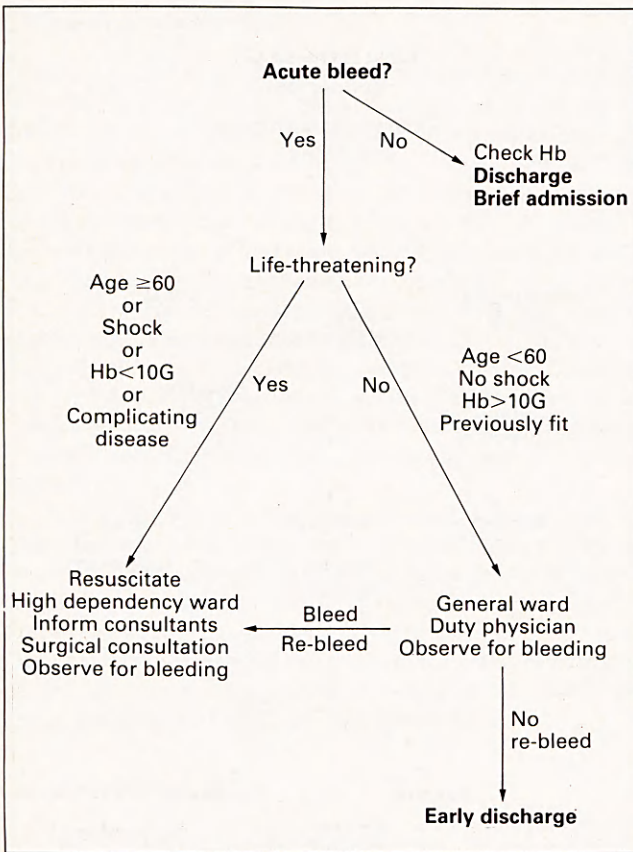 Acute bleed?
Yes
No
Check Hb
Discharge
Brief admission
Life-threatening?
Age ≥60
or
Shock
or
Hb<10G
or
Complicating
disease
Yes
No
Age <60
No shock
Hb>10G
Previously fit
Resuscitate
High dependency ward
Inform consultants
Surgical consultation
Observe for bleeding
Bleed
Re-bleed
General ward
Duty physician
Observe for bleeding
No
re-bleed
Early discharge